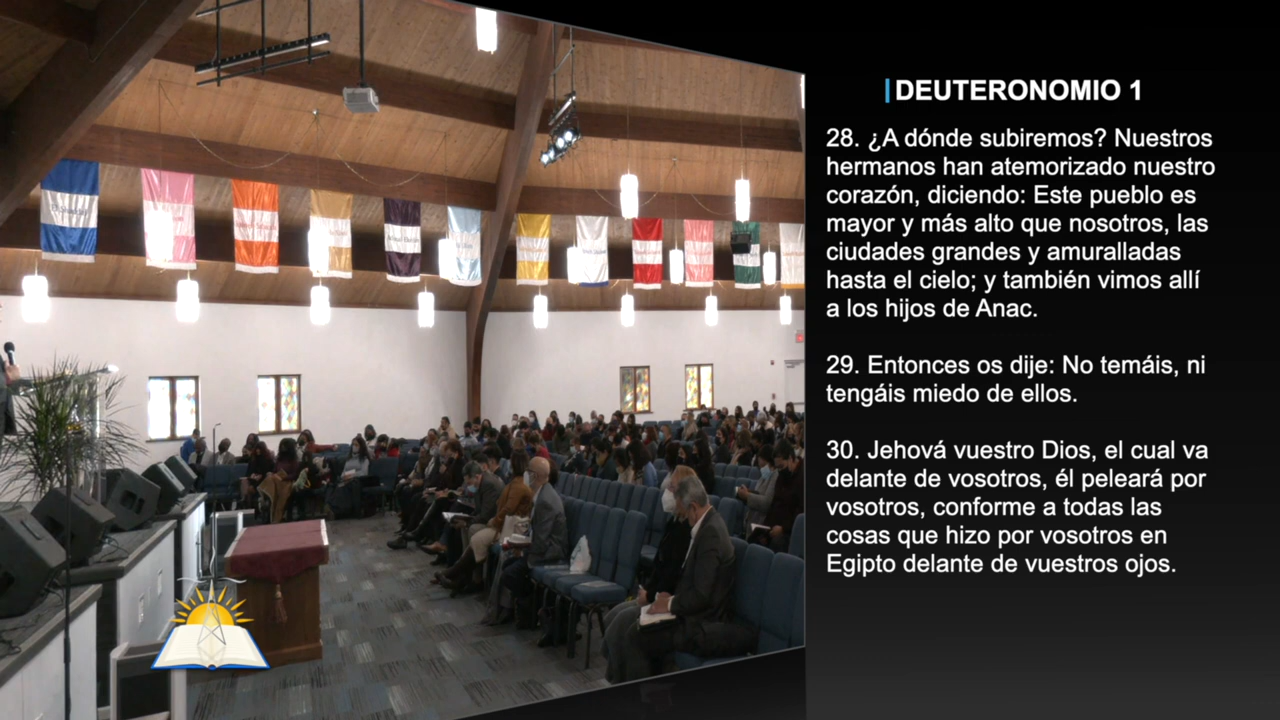 DEUTERONOMIO 1
28. ¿A dónde subiremos? Nuestros
hermanos han atemorizado nuestro
corazón, diciendo: Este pueblo es
mayor y más alto que nosotros, las
ciudades grandes y amuralladas
hasta el cielo; y también vimos allí
a los hijos de Anac.
29. Entonces os dije: No temáis, ni
tengáis miedo de ellos.
30. Jehová vuestro Dios, el cual va
delante de vosotros, él peleará por
vosotros, conforme a todas las
cosas que hizo por vosotros en
Egipto delante de vuestros ojos.